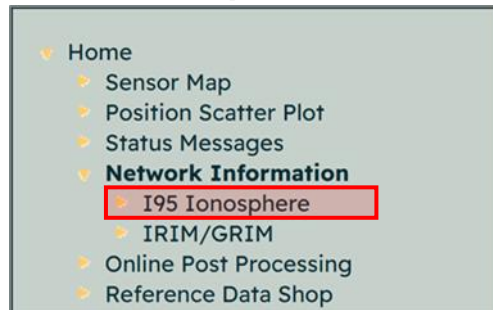 Home
Sensor Map
Position Scatter Plot
Status Messages
Network Information
I95 Ionosphere
IRIM/GRIM
Online Post Processing
Reference Data Shop